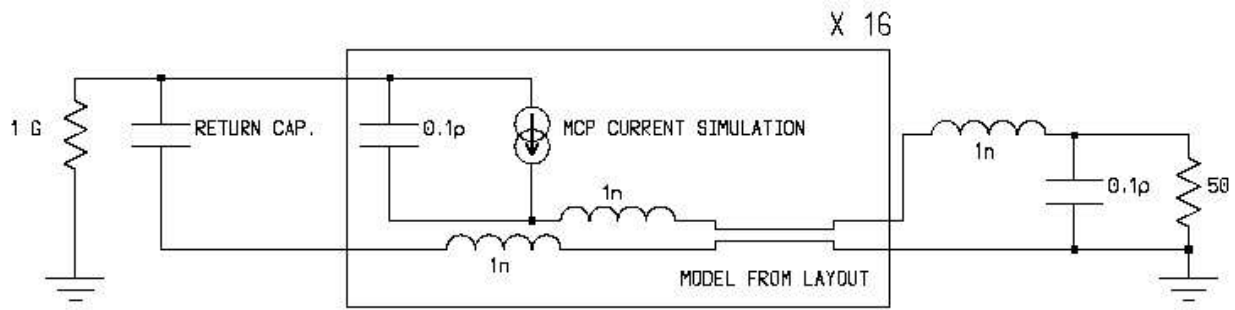 X 16
1 G
RETURN CAP.
0.1p
MCP CURRENT SIMULATION
1n
1n
1n
0.1p
50
MODEL FROM LAYOUT